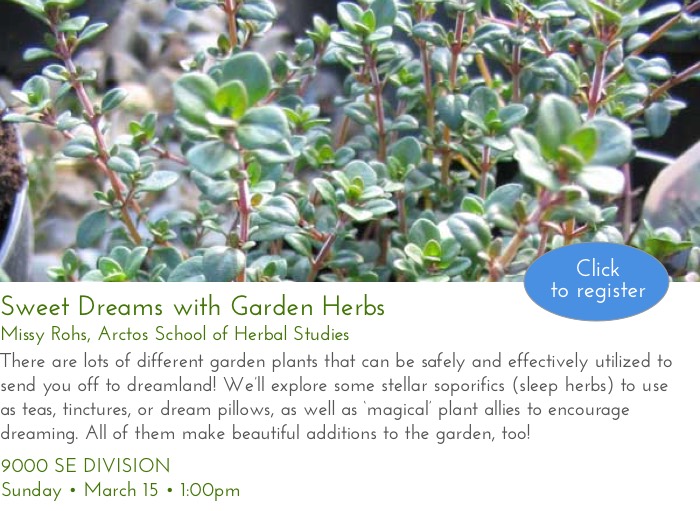 Click
to register
Sweet Dreams with Garden Herbs
Missy Rohs, Arctos School of Herbal Studies
There are lots of different garden plants that can be safely and effectively utilized to
send you off to dreamland! We'll explore some stellar soporifics (sleep herbs) to use
as teas, tinctures, or dream pillows, as well as `magical' plant allies to encourage
dreaming. All of them make beautiful additions to the garden, too!
9000 SE DIVISION
Sunday • March 15 • 1:00pm